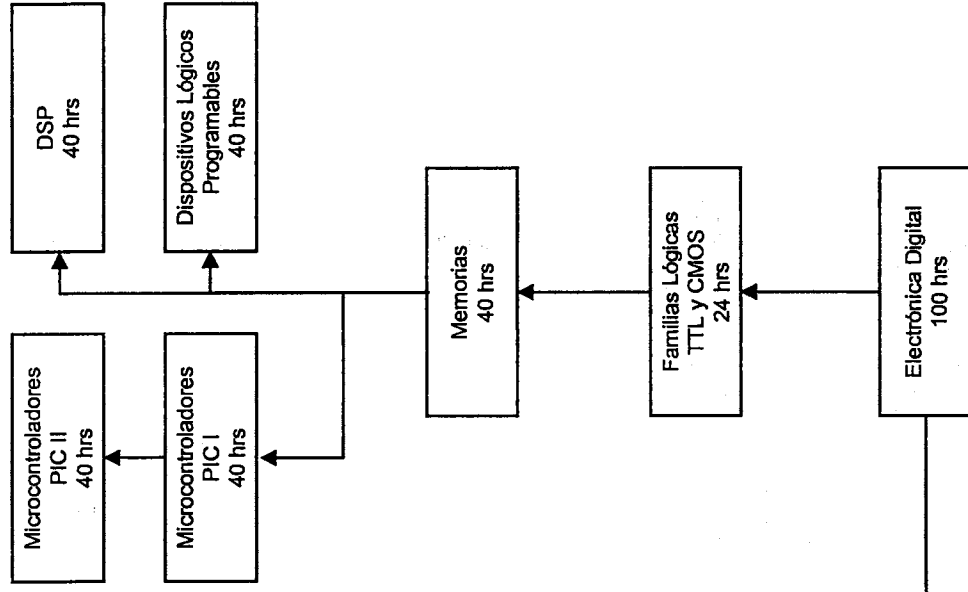 Microcontroladores
PIC I
40 hrs
Microcontroladores
PIC II
40 hrs
Electrónica Digital
100 hrs
Familias Lógicas
TTL y CMOS
24 hrs
Memorias
40 hrs
Dispositivos Lógicos
Programables
40 hrs
DSP
40 hrs